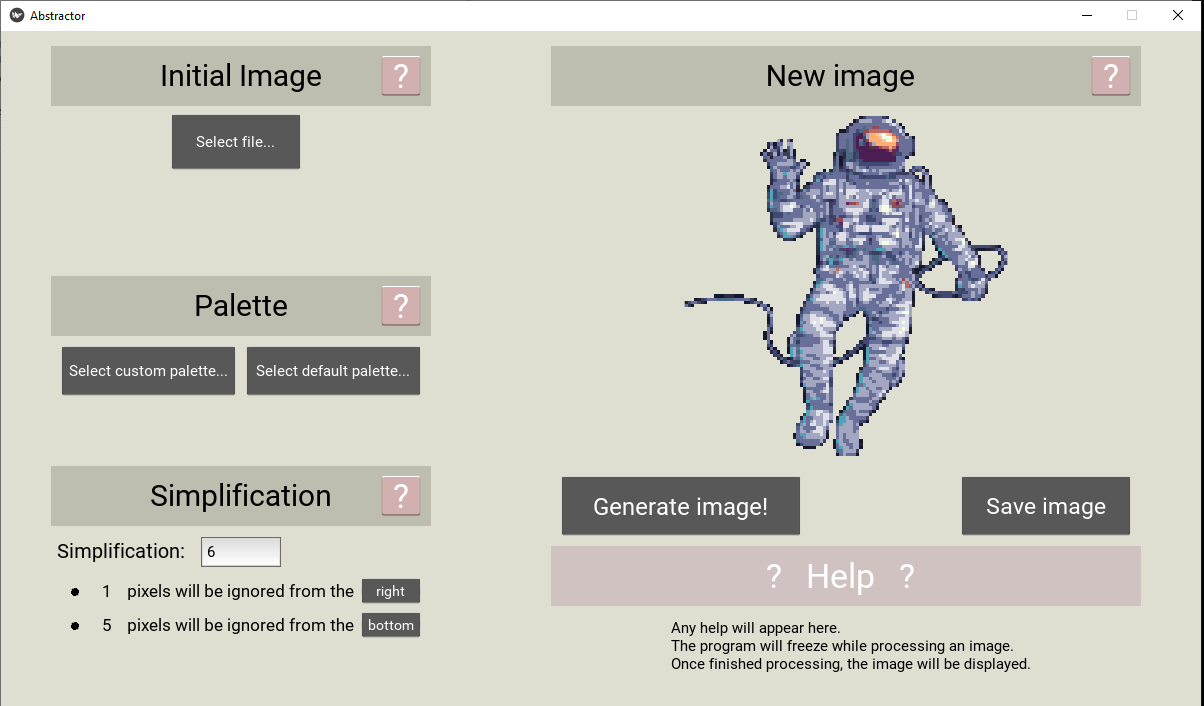 Abstractor
Initial Image ?
Select file...
Palette ?
Select custom palette... Select default palette...
Simplification ?
Simplification: 6
1 pixels will be ignored from the right
5 pixels will be ignored from the bottom
New image ?
Generate image! Save image
? Help ?
Any help will appear here.
The program will freeze while processing an image.
Once finished processing, the image will be displayed.